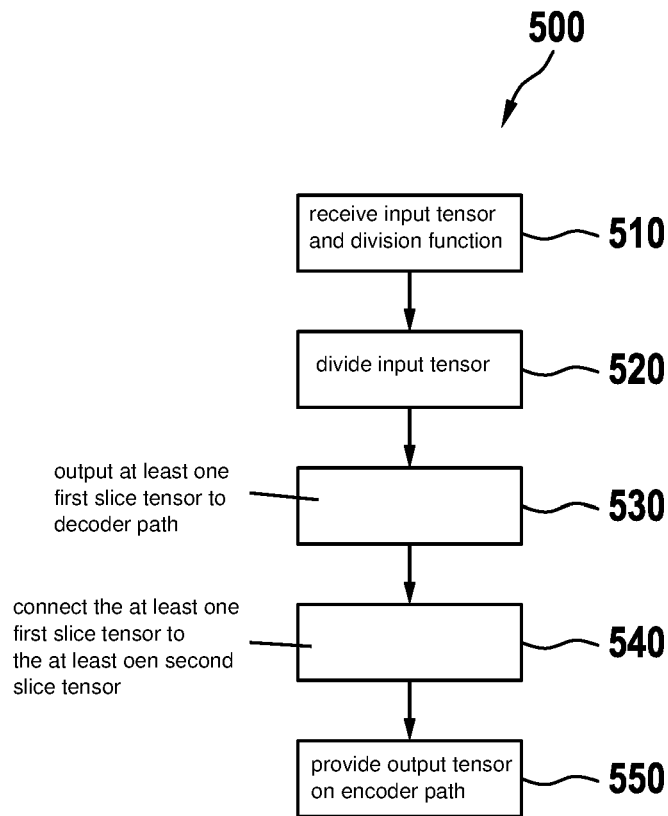 500
receive input tensor
and division function
510
divide input tensor
520
output at least one
first slice tensor to
decoder path
530
connect the at least one
first slice tensor to
the at least oen second
slice tensor
540
provide output tensor
on encoder path
550